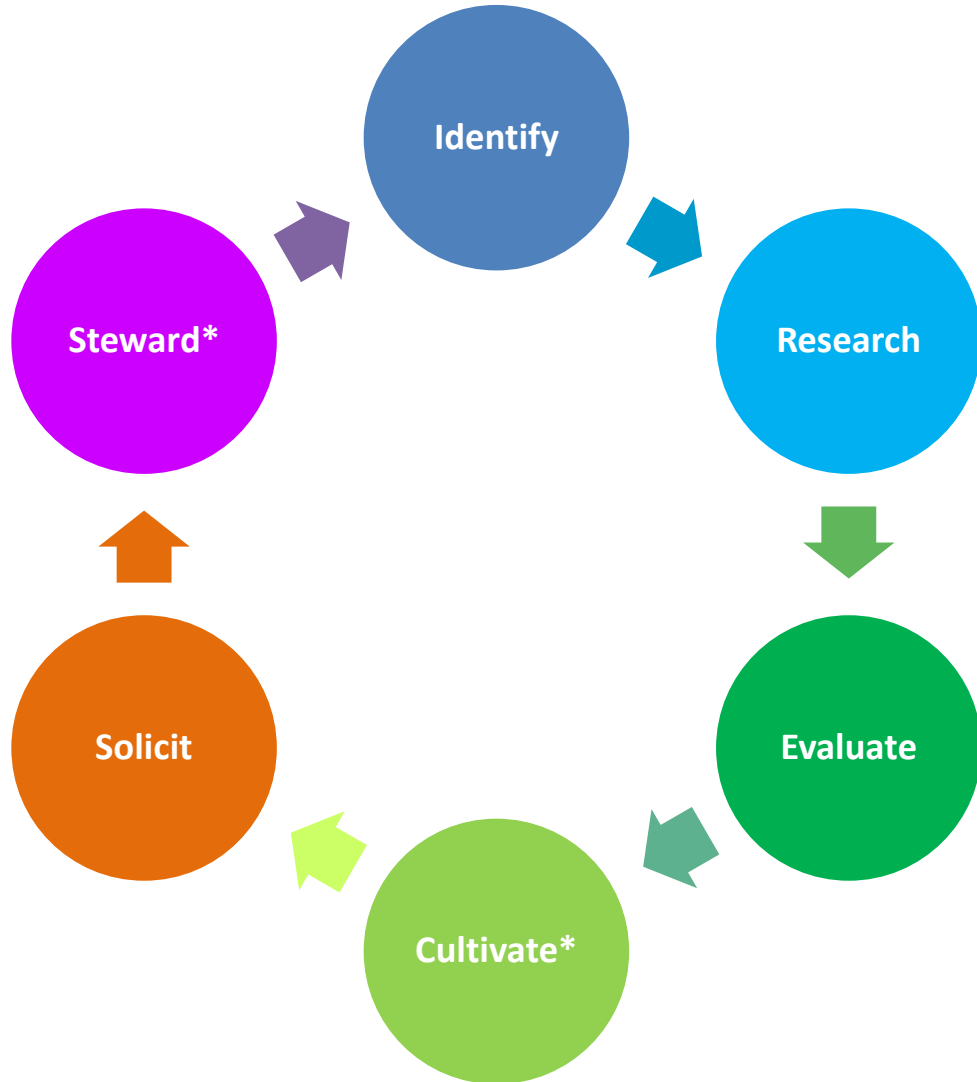 Identify
Research
Evaluate
Cultivate*
Solicit
Steward*